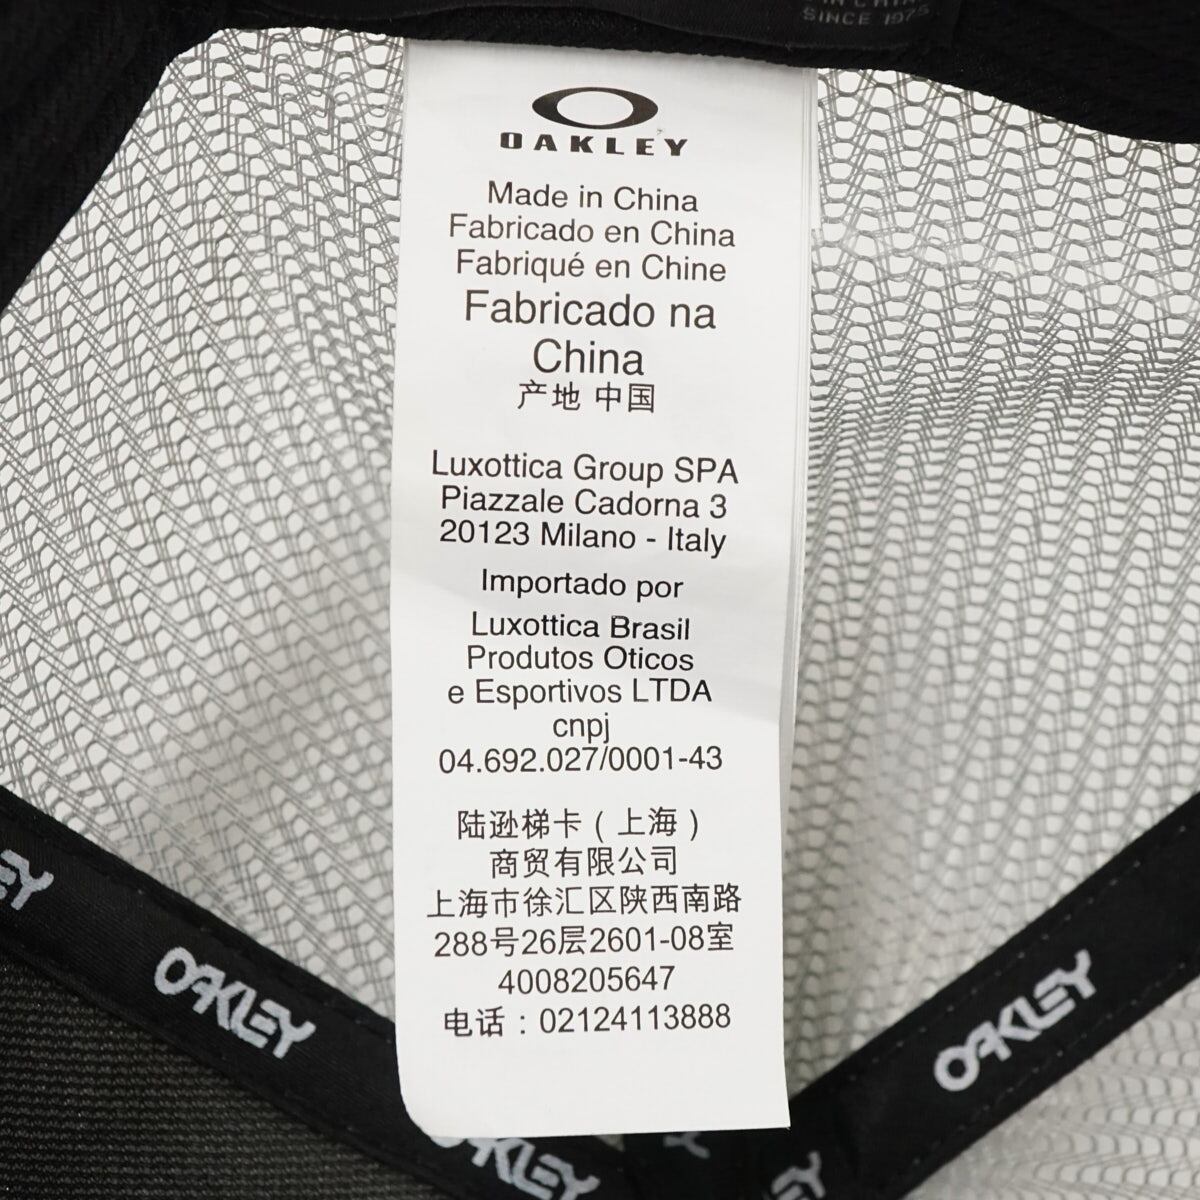 IN CHINA
SINCE 1975.
OAKLEY
Made in China
Fabricado en China
Fabriqué en Chine
Fabricado na
China
产地 中国
Luxottica Group SPA
Piazzale Cadorna 3
20123 Milano - Italy
Importado por
Luxottica Brasil
Produtos Oticos
e Esportivos LTDA
cnpj
04.692.027/0001-43
陆逊梯卡（上海）
商贸有限公司
上海市徐汇区陕西南路
288号26层2601-08室
4008205647
电话：02124113888
EY
OAKLEY
OAKLEY
OAKLEY